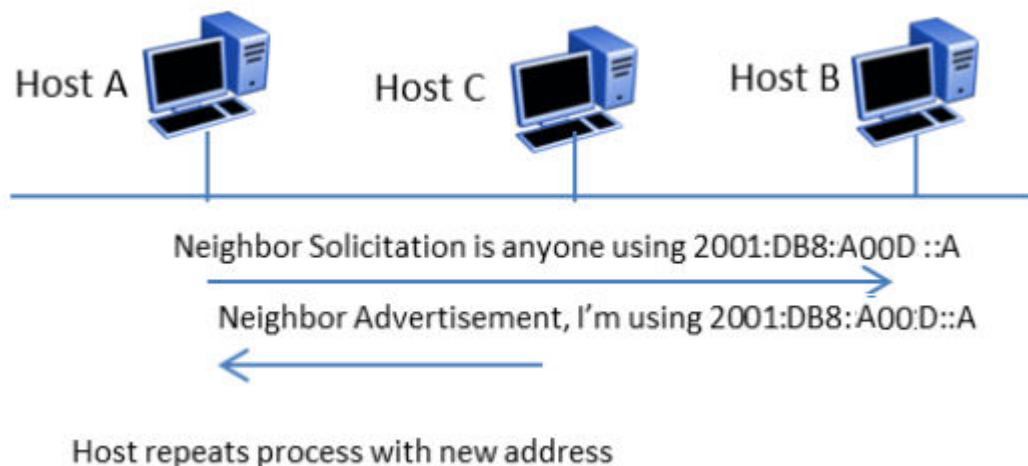 Host A
Host C
Host B
Neighbor Solicitation is anyone using 2001:DB8:A00D ::A
Neighbor Advertisement, I'm using 2001:DB8:A00:D::A
Host repeats process with new address